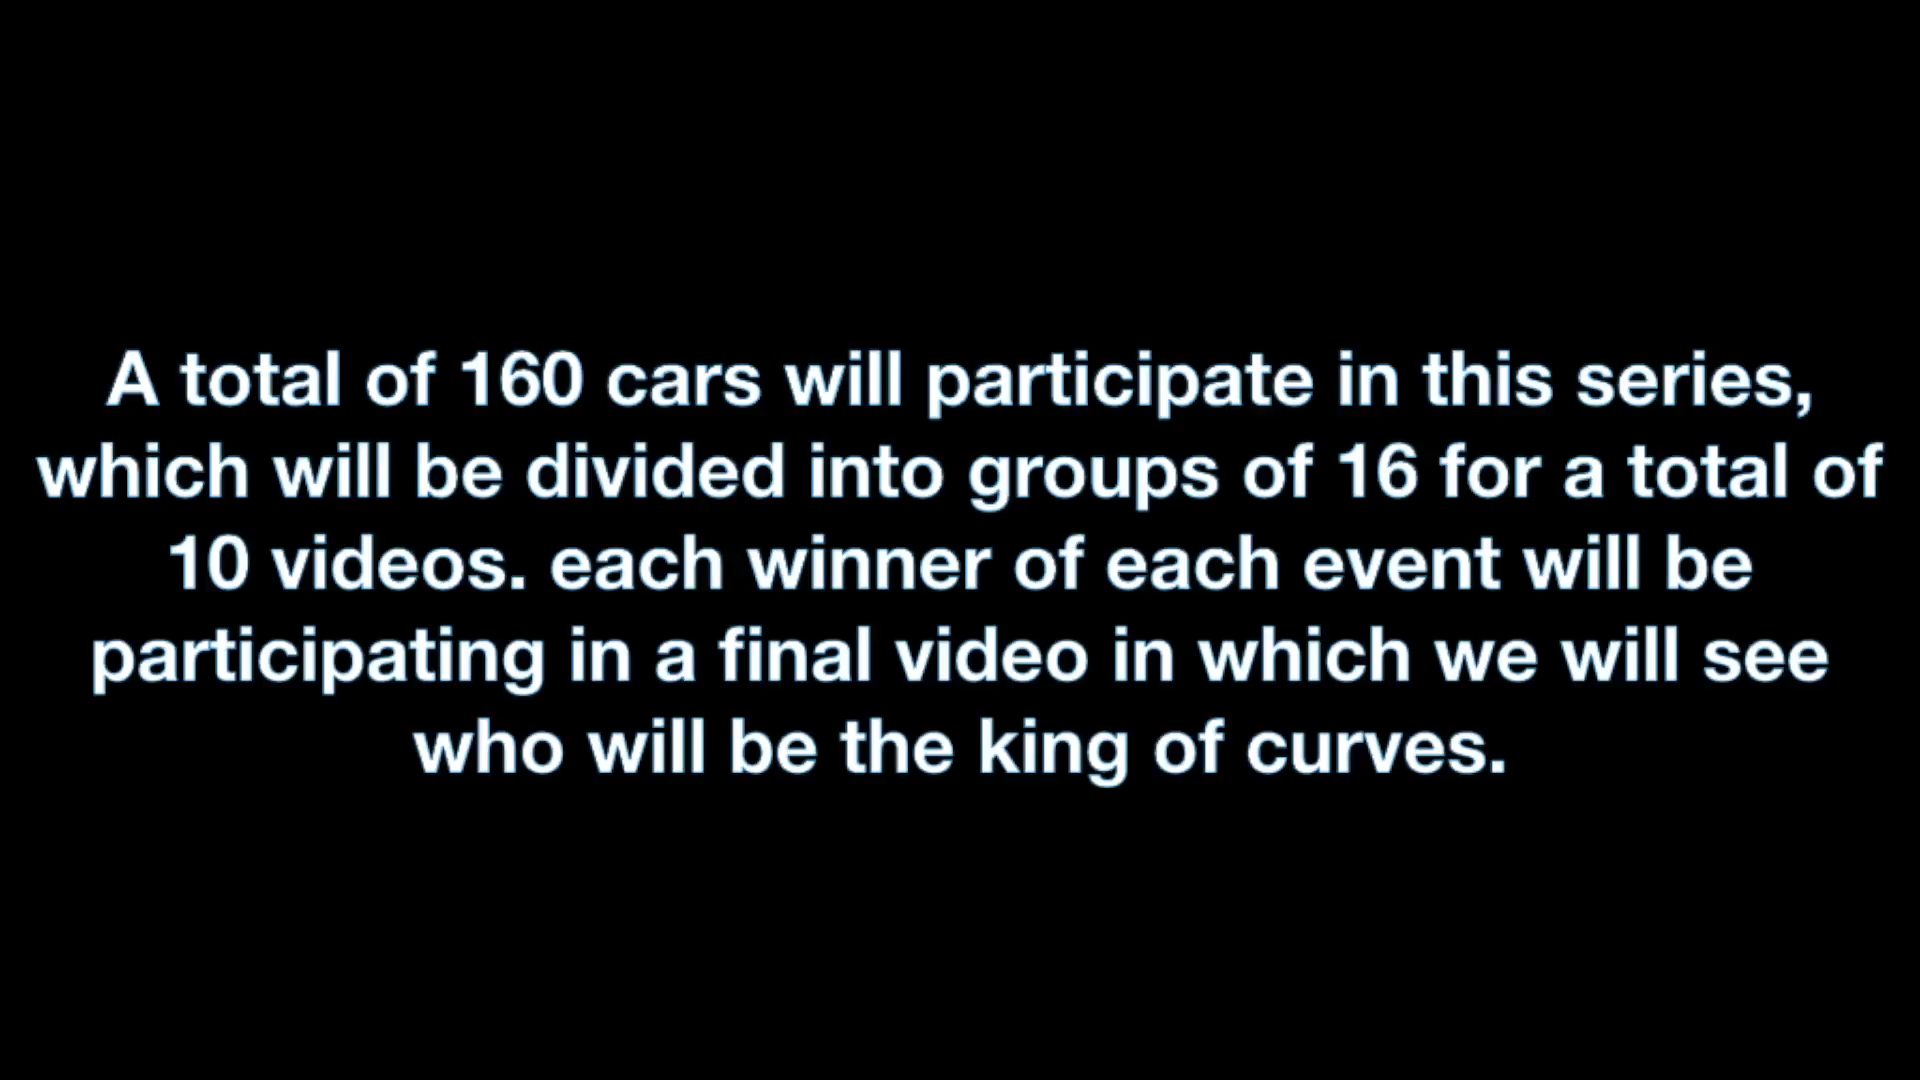 A total of 160 cars will participate in this series,
which will be divided into groups of 16 for a total of
10 videos. each winner of each event will be
participating in a final video in which we will see
who will be the king of curves.